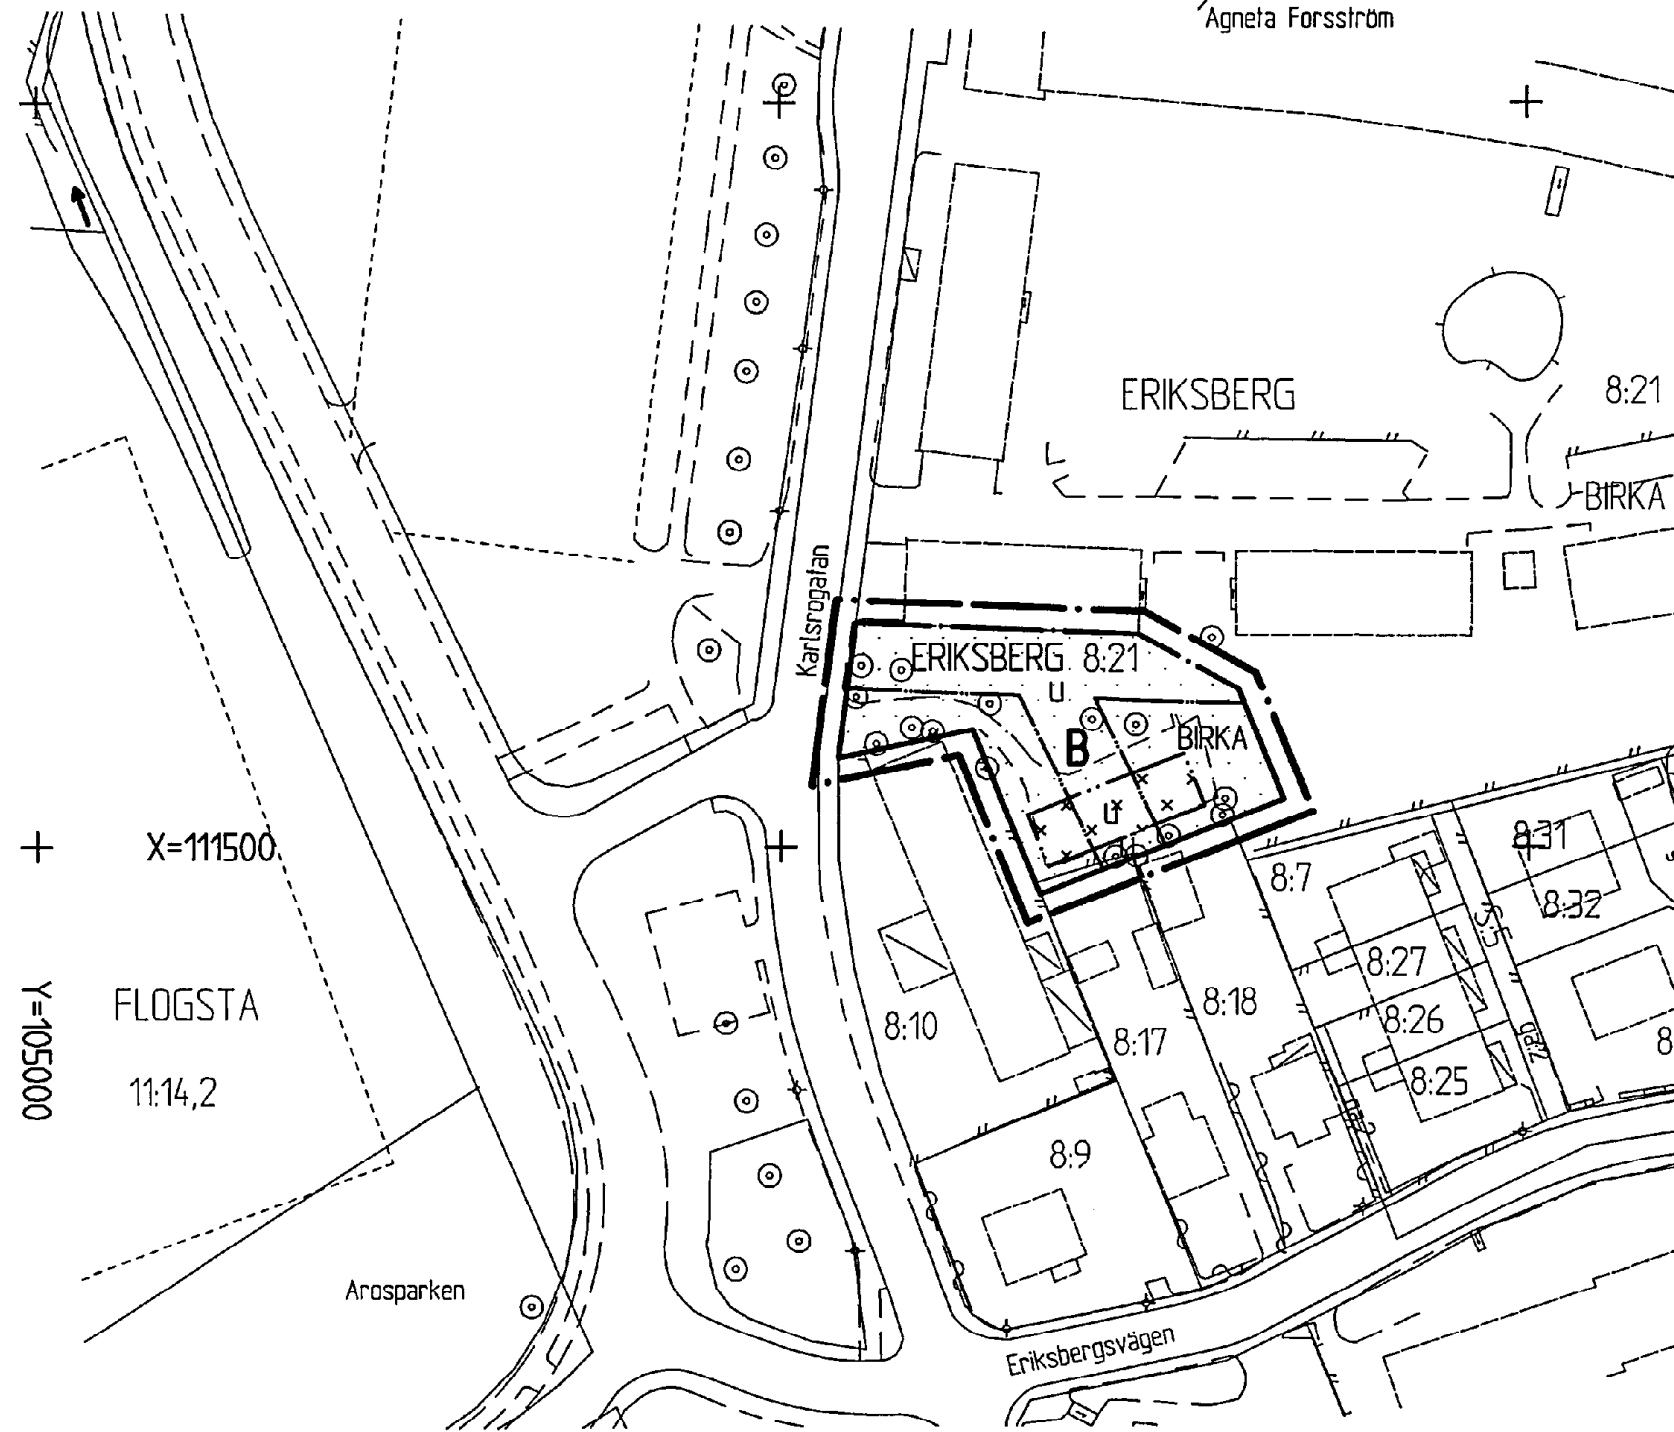 Agneta Forsström
ERIKSBERG
8:21
BIRKA
Karlsrogatan
ERIKSBERG 8:21
u
B
BIRKA
u
X=111500
8:31
8:7
8:32
S:5
8:27
Y=105000
FLOGSTA
8:18
8:10
8:26
8:17
11:14,2
8:25
8:9
Arosparken
Eriksbergsvägen